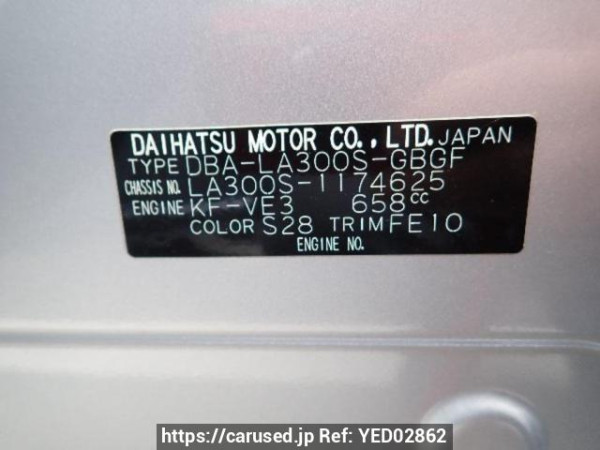 DAIHATSU MOTOR CO., LTD. JAPAN
TYPE DBA-LA300S-GBGF
CHASSIS NO. LA300S-1174625
ENGINE KF-VE3 658cc
COLOR S28 TRIM FE10
ENGINE NO.
https://carused.jp Ref: YED02862